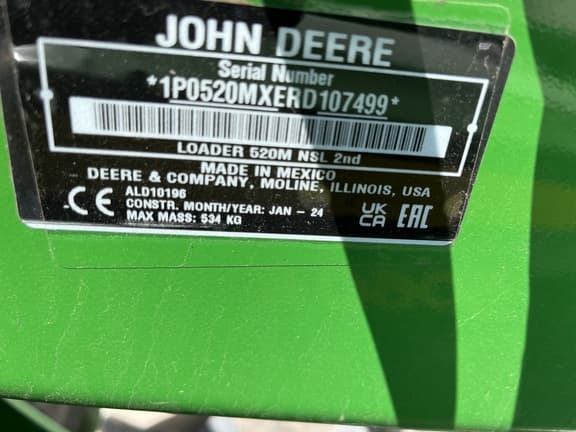 JOHN DEERE
Serial Number
*1P0520MXERD107499*
LOADER 520M NSL 2nd
MADE IN MEXICO
DEERE & COMPANY, MOLINE, ILLINOIS, USA
ALD10196
CE
CONSTR. MONTH/YEAR: JAN - 24
MAX MASS: 534 KG
UK
CA
EAC